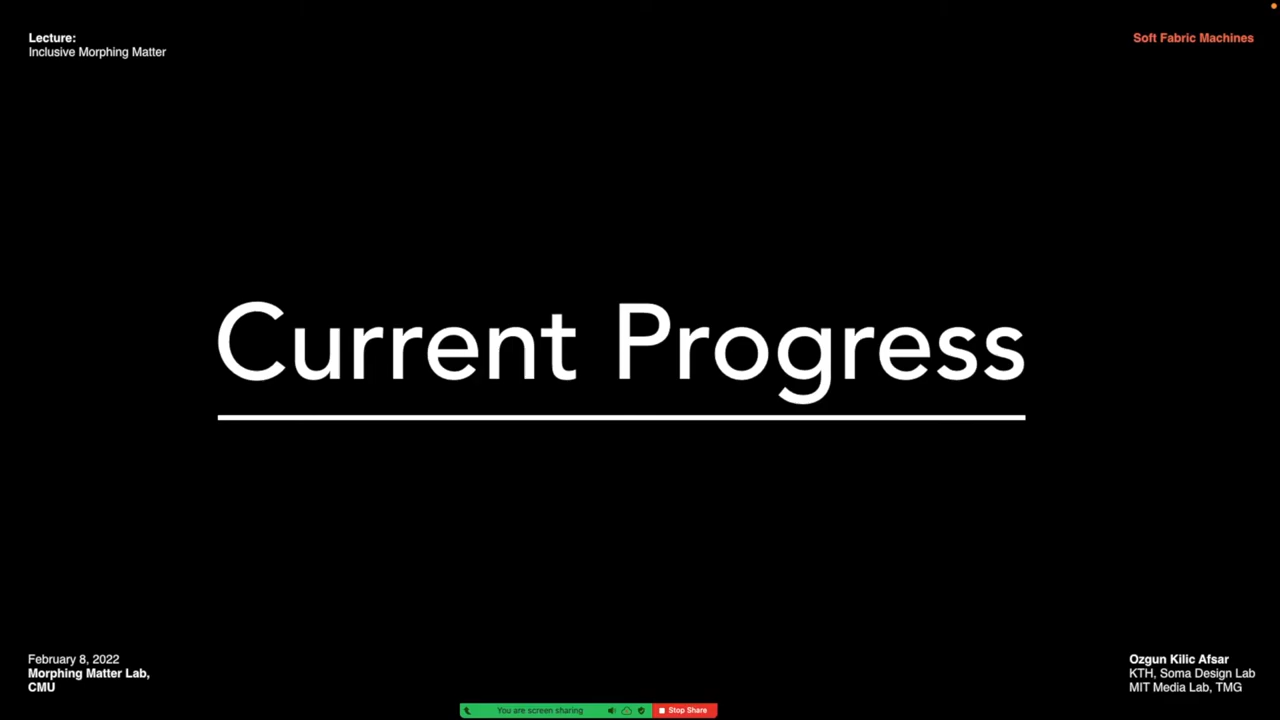 Lecture:
Inclusive Morphing Matter
Soft Fabric Machines
Current Progress
February 8, 2022
Morphing Matter Lab,
CMU
Ozgun Kilic Afsar
KTH, Soma Design Lab
MIT Media Lab, TMG
You are screen sharing
Stop Share